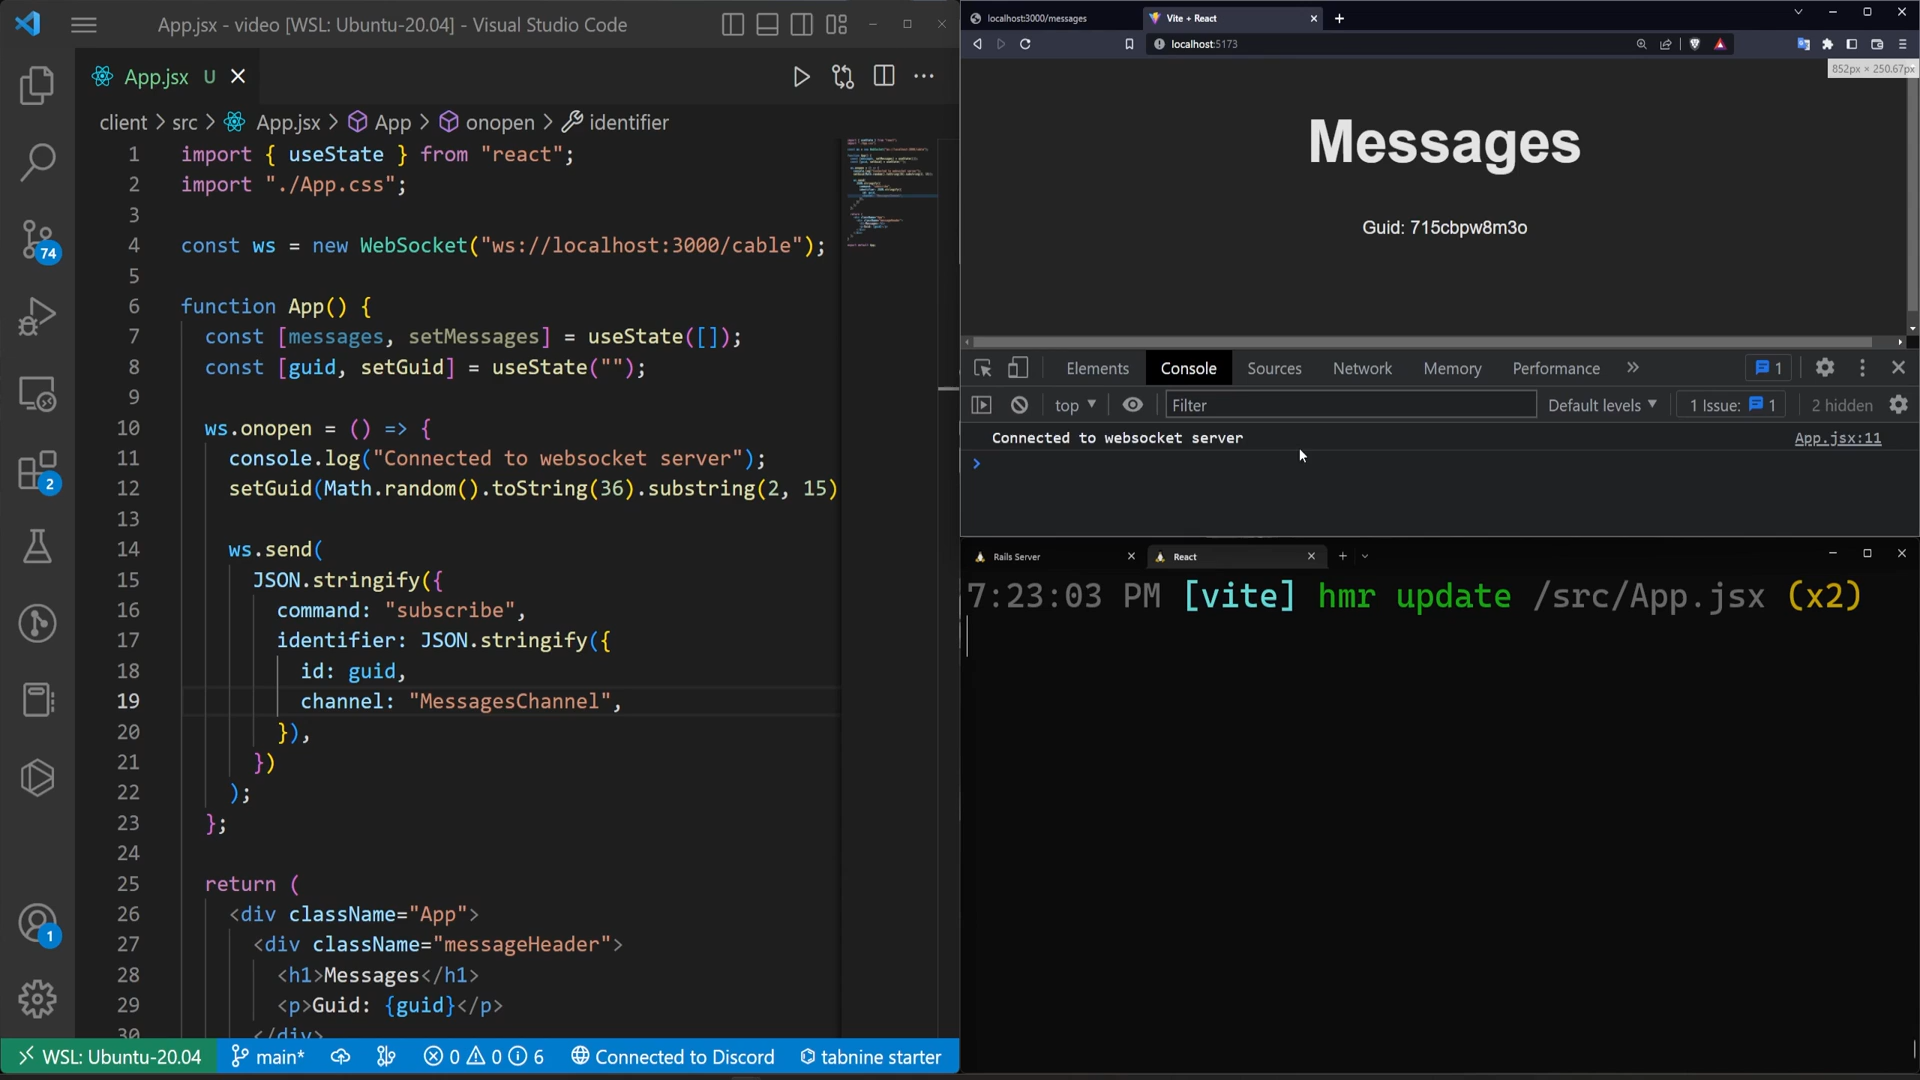 App.jsx - video [WSL: Ubuntu-20.04] - Visual Studio Code
App.jsx U
client > src > App.jsx > App > onopen > identifier
1 import { useState } from "react";
2 import "./App.css";
3
4 const ws = new WebSocket("ws://localhost:3000/cable");
5
6 function App() {
7 const [messages, setMessages] = useState([]);
8 const [guid, setGuid] = useState("");
9
10 ws.onopen = () => {
11 console.log("Connected to websocket server");
12 setGuid(Math.random().toString(36).substring(2, 15)
13
14 ws.send(
15 JSON.stringify({
16 command: "subscribe",
17 identifier: JSON.stringify({
18 id: guid,
19 channel: "MessagesChannel",
20 }),
21 })
22 );
23 };
24
25 return (
26 <div className="App">
27 <div className="messageHeader">
28 <h1>Messages</h1>
29 <p>Guid: {guid}</p>
30 </div>
74
2
1
WSL: Ubuntu-20.04 main* 0 0 6 Connected to Discord tabnine starter
localhost:3000/messages Vite + React
localhost:5173
852px × 250.67px
Messages
Guid: 715cbpw8m3o
Elements Console Sources Network Memory Performance 1
top Filter Default levels 1 Issue: 1 2 hidden
Connected to websocket server App.jsx:11
Rails Server React
7:23:03 PM [vite] hmr update /src/App.jsx (x2)